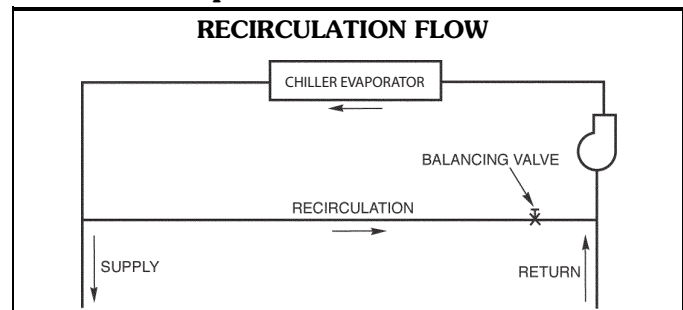 RECIRCULATION FLOW
CHILLER EVAPORATOR
BALANCING VALVE
RECIRCULATION
SUPPLY
RETURN